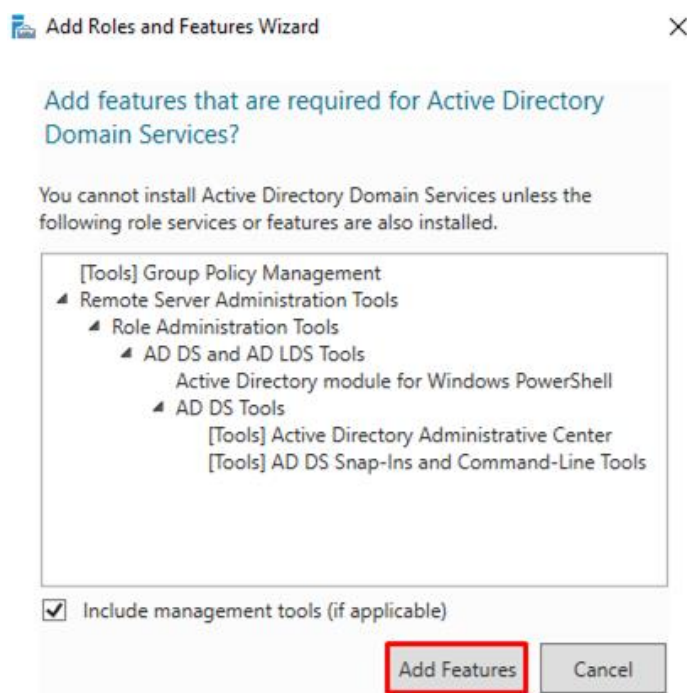 Add Roles and Features Wizard
Add features that are required for Active Directory
Domain Services?
You cannot install Active Directory Domain Services unless the
following role services or features are also installed.
[Tools] Group Policy Management
Remote Server Administration Tools
Role Administration Tools
AD DS and AD LDS Tools
Active Directory module for Windows PowerShell
AD DS Tools
[Tools] Active Directory Administrative Center
[Tools] AD DS Snap-Ins and Command-Line Tools
Include management tools (if applicable)
Add Features Cancel